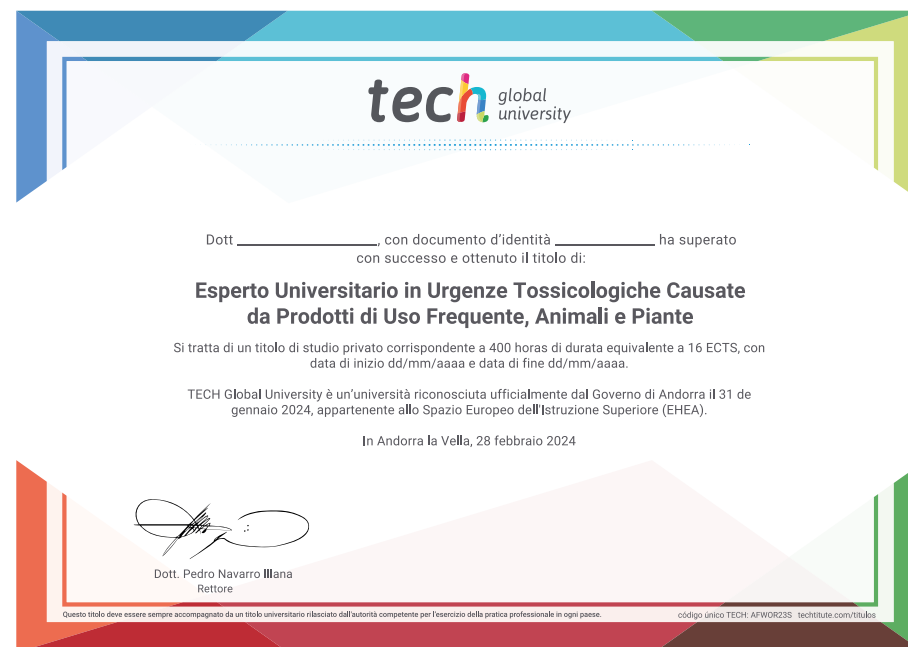 tech global university
Dott ____________________, con documento d'identità ______________ ha superato
con successo e ottenuto il titolo di:
Esperto Universitario in Urgenze Tossicologiche Causate
da Prodotti di Uso Frequente, Animali e Piante
Si tratta di un titolo di studio privato corrispondente a 400 horas di durata equivalente a 16 ECTS, con
data di inizio dd/mm/aaaa e data di fine dd/mm/aaaa.
TECH Global University è un'università riconosciuta ufficialmente dal Governo di Andorra il 31 de
gennaio 2024, appartenente allo Spazio Europeo dell'Istruzione Superiore (EHEA).
In Andorra la Vella, 28 febbraio 2024
Dott. Pedro Navarro Illana
Rettore
Questo titolo deve essere sempre accompagnato da un titolo universitario rilasciato dall'autorità competente per l'esercizio della pratica professionale in ogni paese.
código único TECH: AFWOR23S techtitute.com/titulos